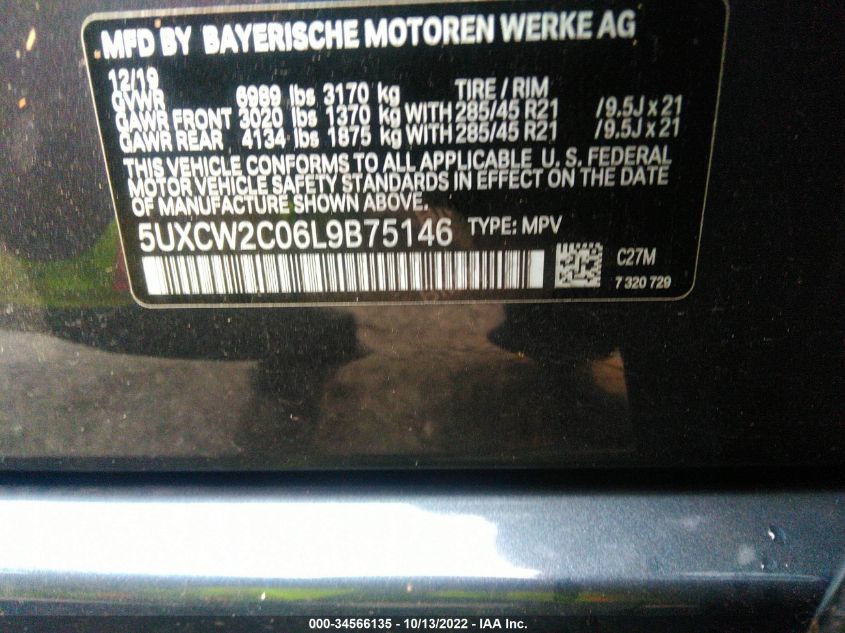 MFD BY BAYERISCHE MOTOREN WERKE AG
12/19 TIRE / RIM
GVWR 6989 lbs 3170 kg
GAWR FRONT 3020 lbs 1370 kg WITH 285/45 R21 /9.5J x 21
GAWR REAR 4134 lbs 1875 kg WITH 285/45 R21 /9.5J x 21
THIS VEHICLE CONFORMS TO ALL APPLICABLE U. S. FEDERAL
MOTOR VEHICLE SAFETY STANDARDS IN EFFECT ON THE DATE
OF MANUFACTURE ABOVE.
5UXCW2C06L9B75146 TYPE: MPV
C27M
7 320 729
000-34566135 - 10/13/2022 - IAA Inc.